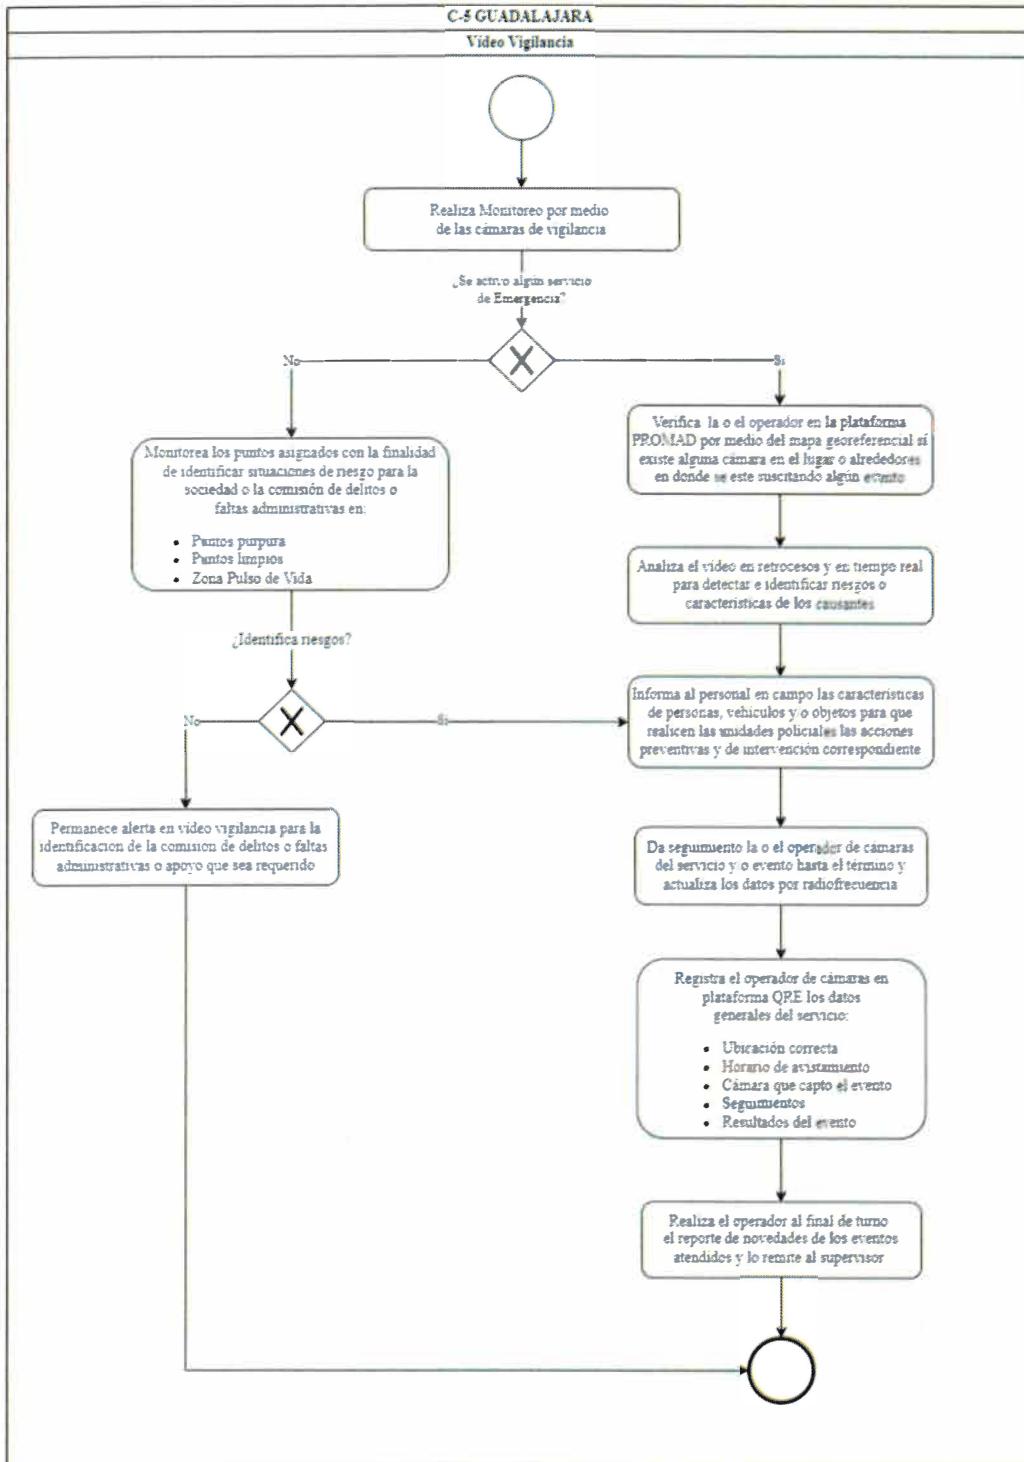 C-5 GUADALAJARA
Video Vigilancia
Realiza Monitoreo por medio
de las cámaras de vigilancia
¿Se activo algún servicio
de Emergencia?
No
Si
Monitorea los puntos asignados con la finalidad
de identificar situaciones de riesgo para la
sociedad o la comisión de delitos o
faltas administrativas en:
• Puntos purpura
• Puntos limpios
• Zona Pulso de Vida
Verifica la o el operador en la plataforma
PROMAD por medio del mapa georeferencial sí
existe alguna cámara en el lugar o alrededores
en donde se este suscitando algún evento
Analiza el video en retrocesos y en tiempo real
para detectar e identificar riesgos o
características de los causantes
¿Identifica riesgos?
No
Si
Informa al personal en campo las características
de personas, vehículos y/o objetos para que
realicen las unidades policiales las acciones
preventivas y de intervención correspondiente
Permanece alerta en video vigilancia para la
identificación de la comisión de delitos o faltas
administrativas o apoyo que sea requerido
Da seguimiento la o el operador de cámaras
del servicio y/o evento hasta el término y
actualiza los datos por radiofrecuencia
Registra el operador de cámaras en
plataforma QRE los datos
generales del servicio:
• Ubicación correcta
• Horario de avistamiento
• Cámara que capto el evento
• Seguimientos
• Resultados del evento
Realiza el operador al final de turno
el reporte de novedades de los eventos
atendidos y lo remite al supervisor